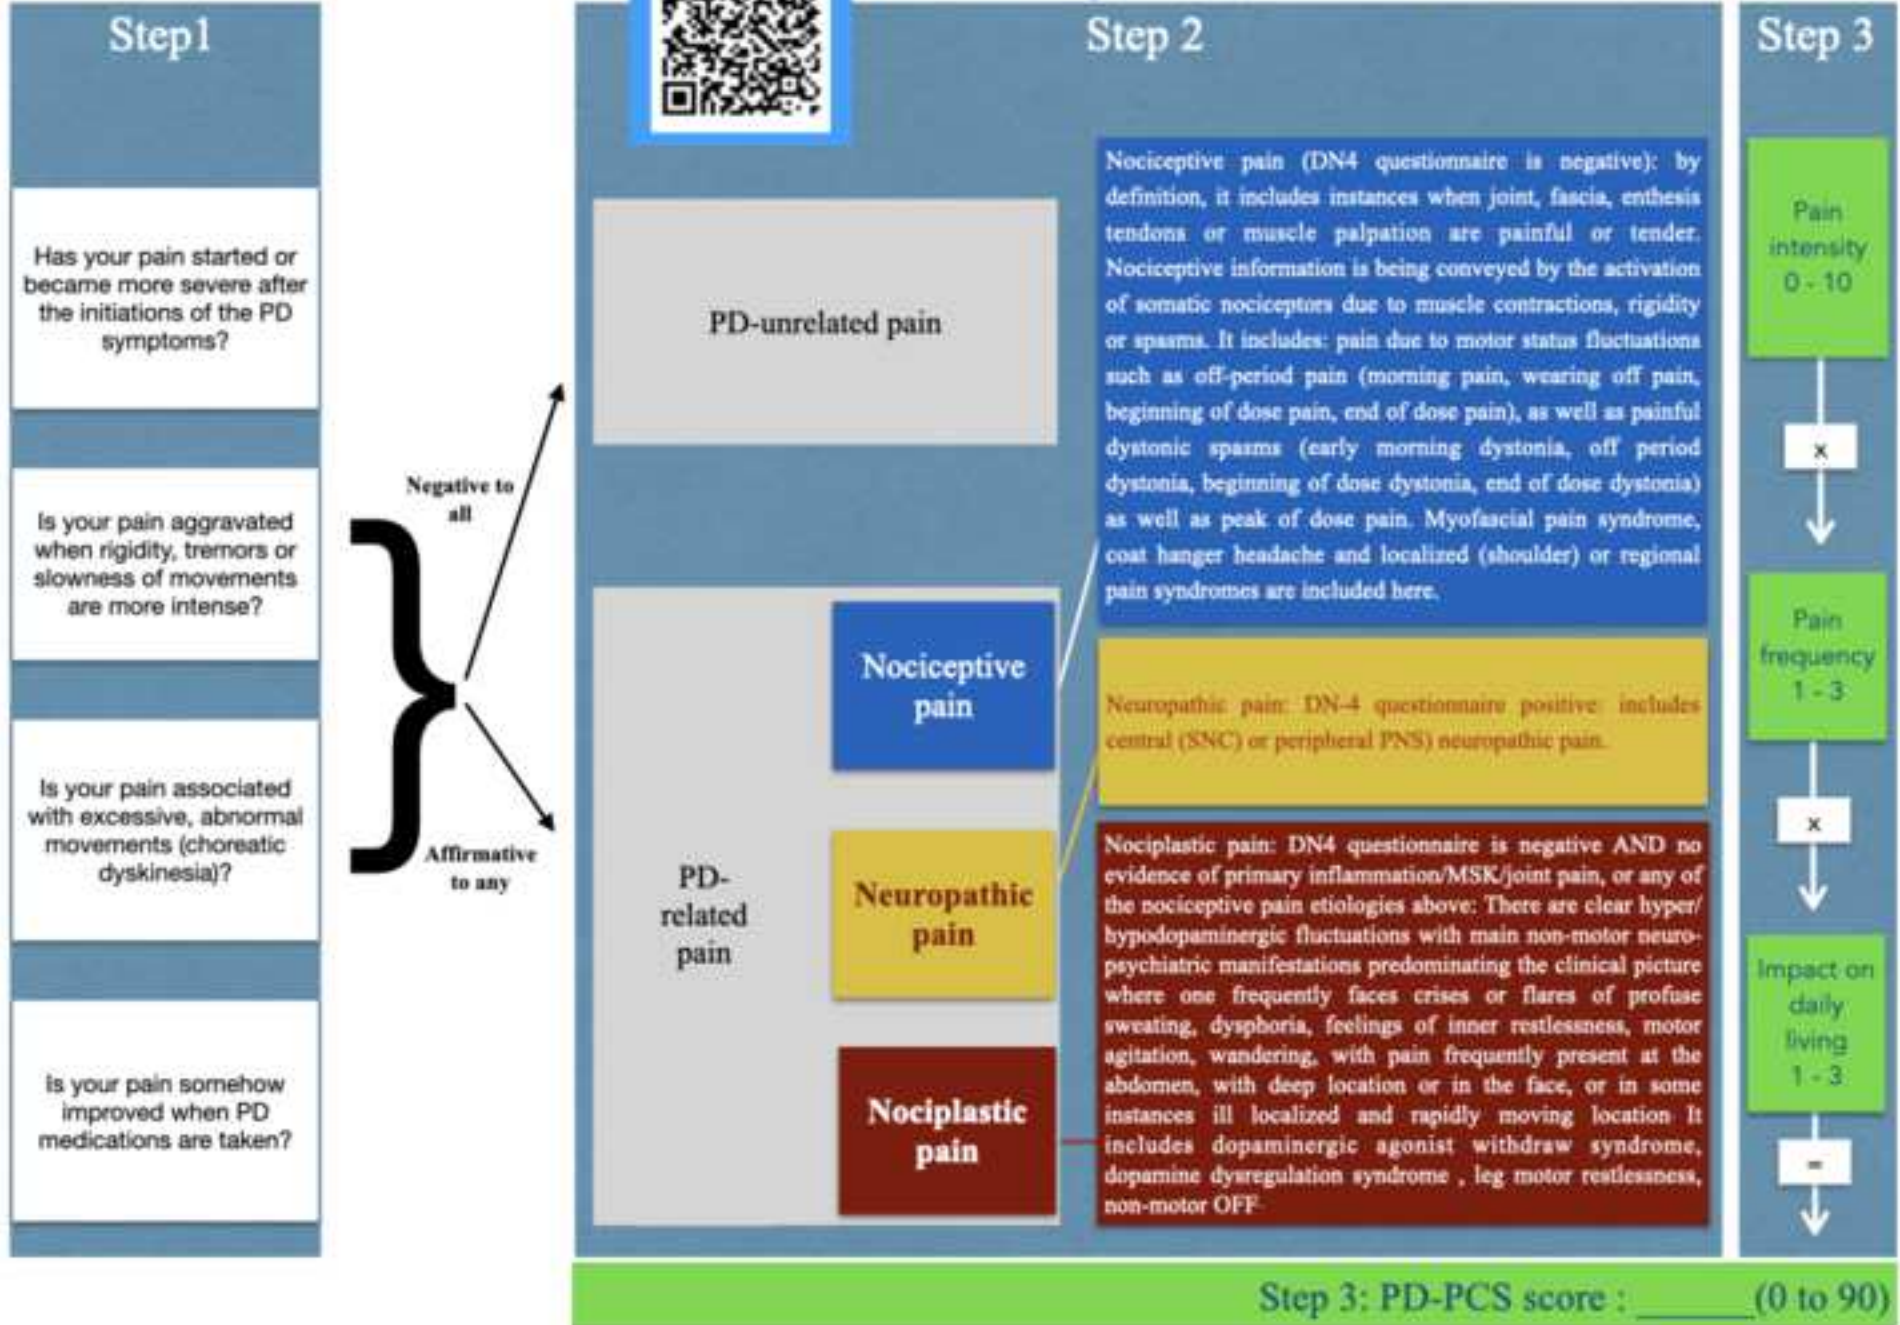 Step1
Has your pain started or
became more severe after
the initiations of the PD
symptoms?
Is your pain aggravated
when rigidity, tremors or
slowness of movements
are more intense?
Is your pain associated
with excessive, abnormal
movements (choreatic
dyskinesia)?
Is your pain somehow
improved when PD
medications are taken?
Negative to
all
Affirmative
to any
Step 2
PD-unrelated pain
PD-
related
pain
Nociceptive
pain
Neuropathic
pain
Nociplastic
pain
Nociceptive pain (DN4 questionnaire is negative): by
definition, it includes instances when joint, fascia, enthesis
tendons or muscle palpation are painful or tender.
Nociceptive information is being conveyed by the activation
of somatic nociceptors due to muscle contractions, rigidity
or spasms. It includes: pain due to motor status fluctuations
such as off-period pain (morning pain, wearing off pain,
beginning of dose pain, end of dose pain), as well as painful
dystonic spasms (early morning dystonia, off period
dystonia, beginning of dose dystonia, end of dose dystonia)
as well as peak of dose pain. Myofascial pain syndrome,
coat hanger headache and localized (shoulder) or regional
pain syndromes are included here.
Neuropathic pain: DN-4 questionnaire positive: includes
central (SNC) or peripheral PNS) neuropathic pain.
Nociplastic pain: DN4 questionnaire is negative AND no
evidence of primary inflammation/MSK/joint pain, or any of
the nociceptive pain etiologies above: There are clear hyper/
hypodopaminergic fluctuations with main non-motor neuro-
psychiatric manifestations predominating the clinical picture
where one frequently faces crises or flares of profuse
sweating, dysphoria, feelings of inner restlessness, motor
agitation, wandering, with pain frequently present at the
abdomen, with deep location or in the face, or in some
instances ill localized and rapidly moving location It
includes dopaminergic agonist withdraw syndrome,
dopamine dysregulation syndrome , leg motor restlessness,
non-motor OFF-
Step 3
Pain
intensity
0 - 10
x
Pain
frequency
1 - 3
x
Impact on
daily
living
1 - 3
=
Step 3: PD-PCS score : ______ (0 to 90)